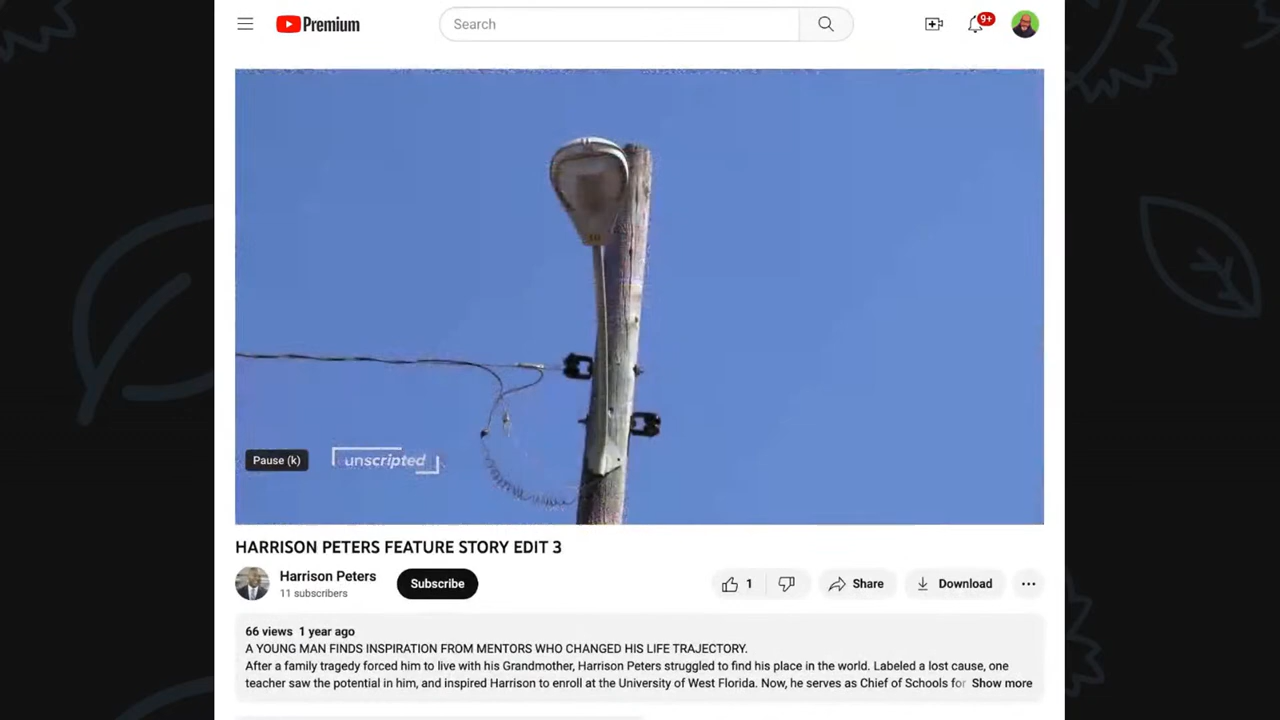 Premium
Search
9+
Pause (k)
unscripted
HARRISON PETERS FEATURE STORY EDIT 3
Harrison Peters
11 subscribers
Subscribe
1
Share
Download
66 views 1 year ago
A YOUNG MAN FINDS INSPIRATION FROM MENTORS WHO CHANGED HIS LIFE TRAJECTORY.
After a family tragedy forced him to live with his Grandmother, Harrison Peters struggled to find his place in the world. Labeled a lost cause, one
teacher saw the potential in him, and inspired Harrison to enroll at the University of West Florida. Now, he serves as Chief of Schools for Show more